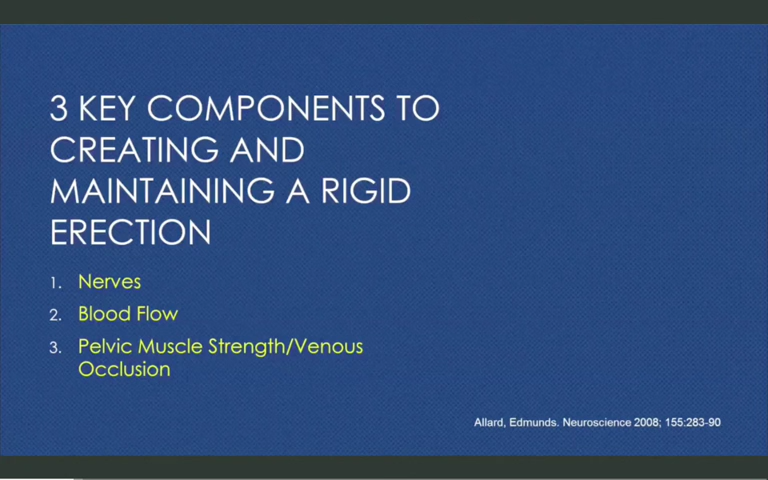 3 KEY COMPONENTS TO
CREATING AND
MAINTAINING A RIGID
ERECTION
1. Nerves
2. Blood Flow
3. Pelvic Muscle Strength/Venous
Occlusion
Allard, Edmunds. Neuroscience 2008; 155:283-90